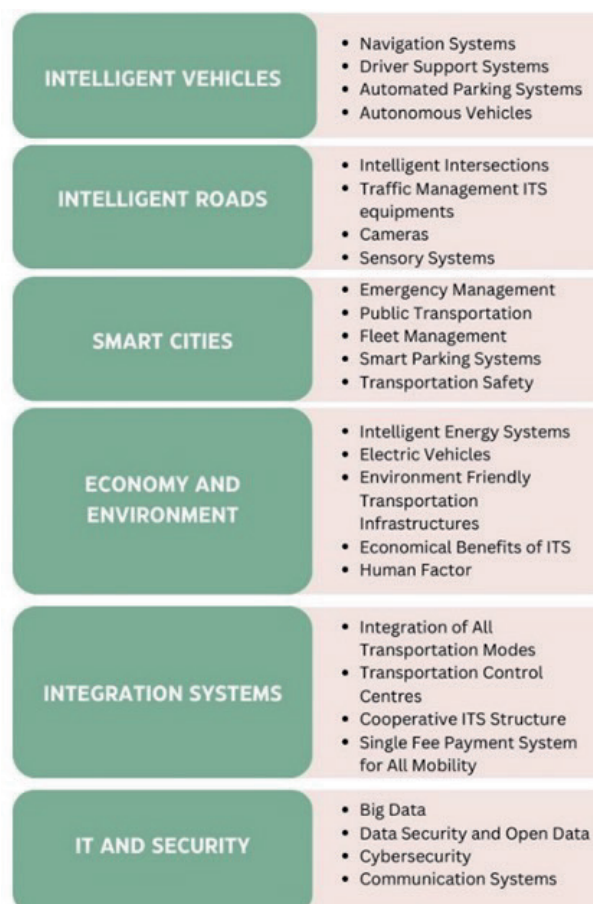 INTELLIGENT VEHICLES
• Navigation Systems
• Driver Support Systems
• Automated Parking Systems
• Autonomous Vehicles
INTELLIGENT ROADS
• Intelligent Intersections
• Traffic Management ITS
equipments
• Cameras
• Sensory Systems
SMART CITIES
• Emergency Management
• Public Transportation
• Fleet Management
• Smart Parking Systems
• Transportation Safety
ECONOMY AND
ENVIRONMENT
• Intelligent Energy Systems
• Electric Vehicles
• Environment Friendly
Transportation
Infrastructures
• Economical Benefits of ITS
• Human Factor
INTEGRATION SYSTEMS
• Integration of All
Transportation Modes
• Transportation Control
Centres
• Cooperative ITS Structure
• Single Fee Payment System
for All Mobility
IT AND SECURITY
• Big Data
• Data Security and Open Data
• Cybersecurity
• Communication Systems